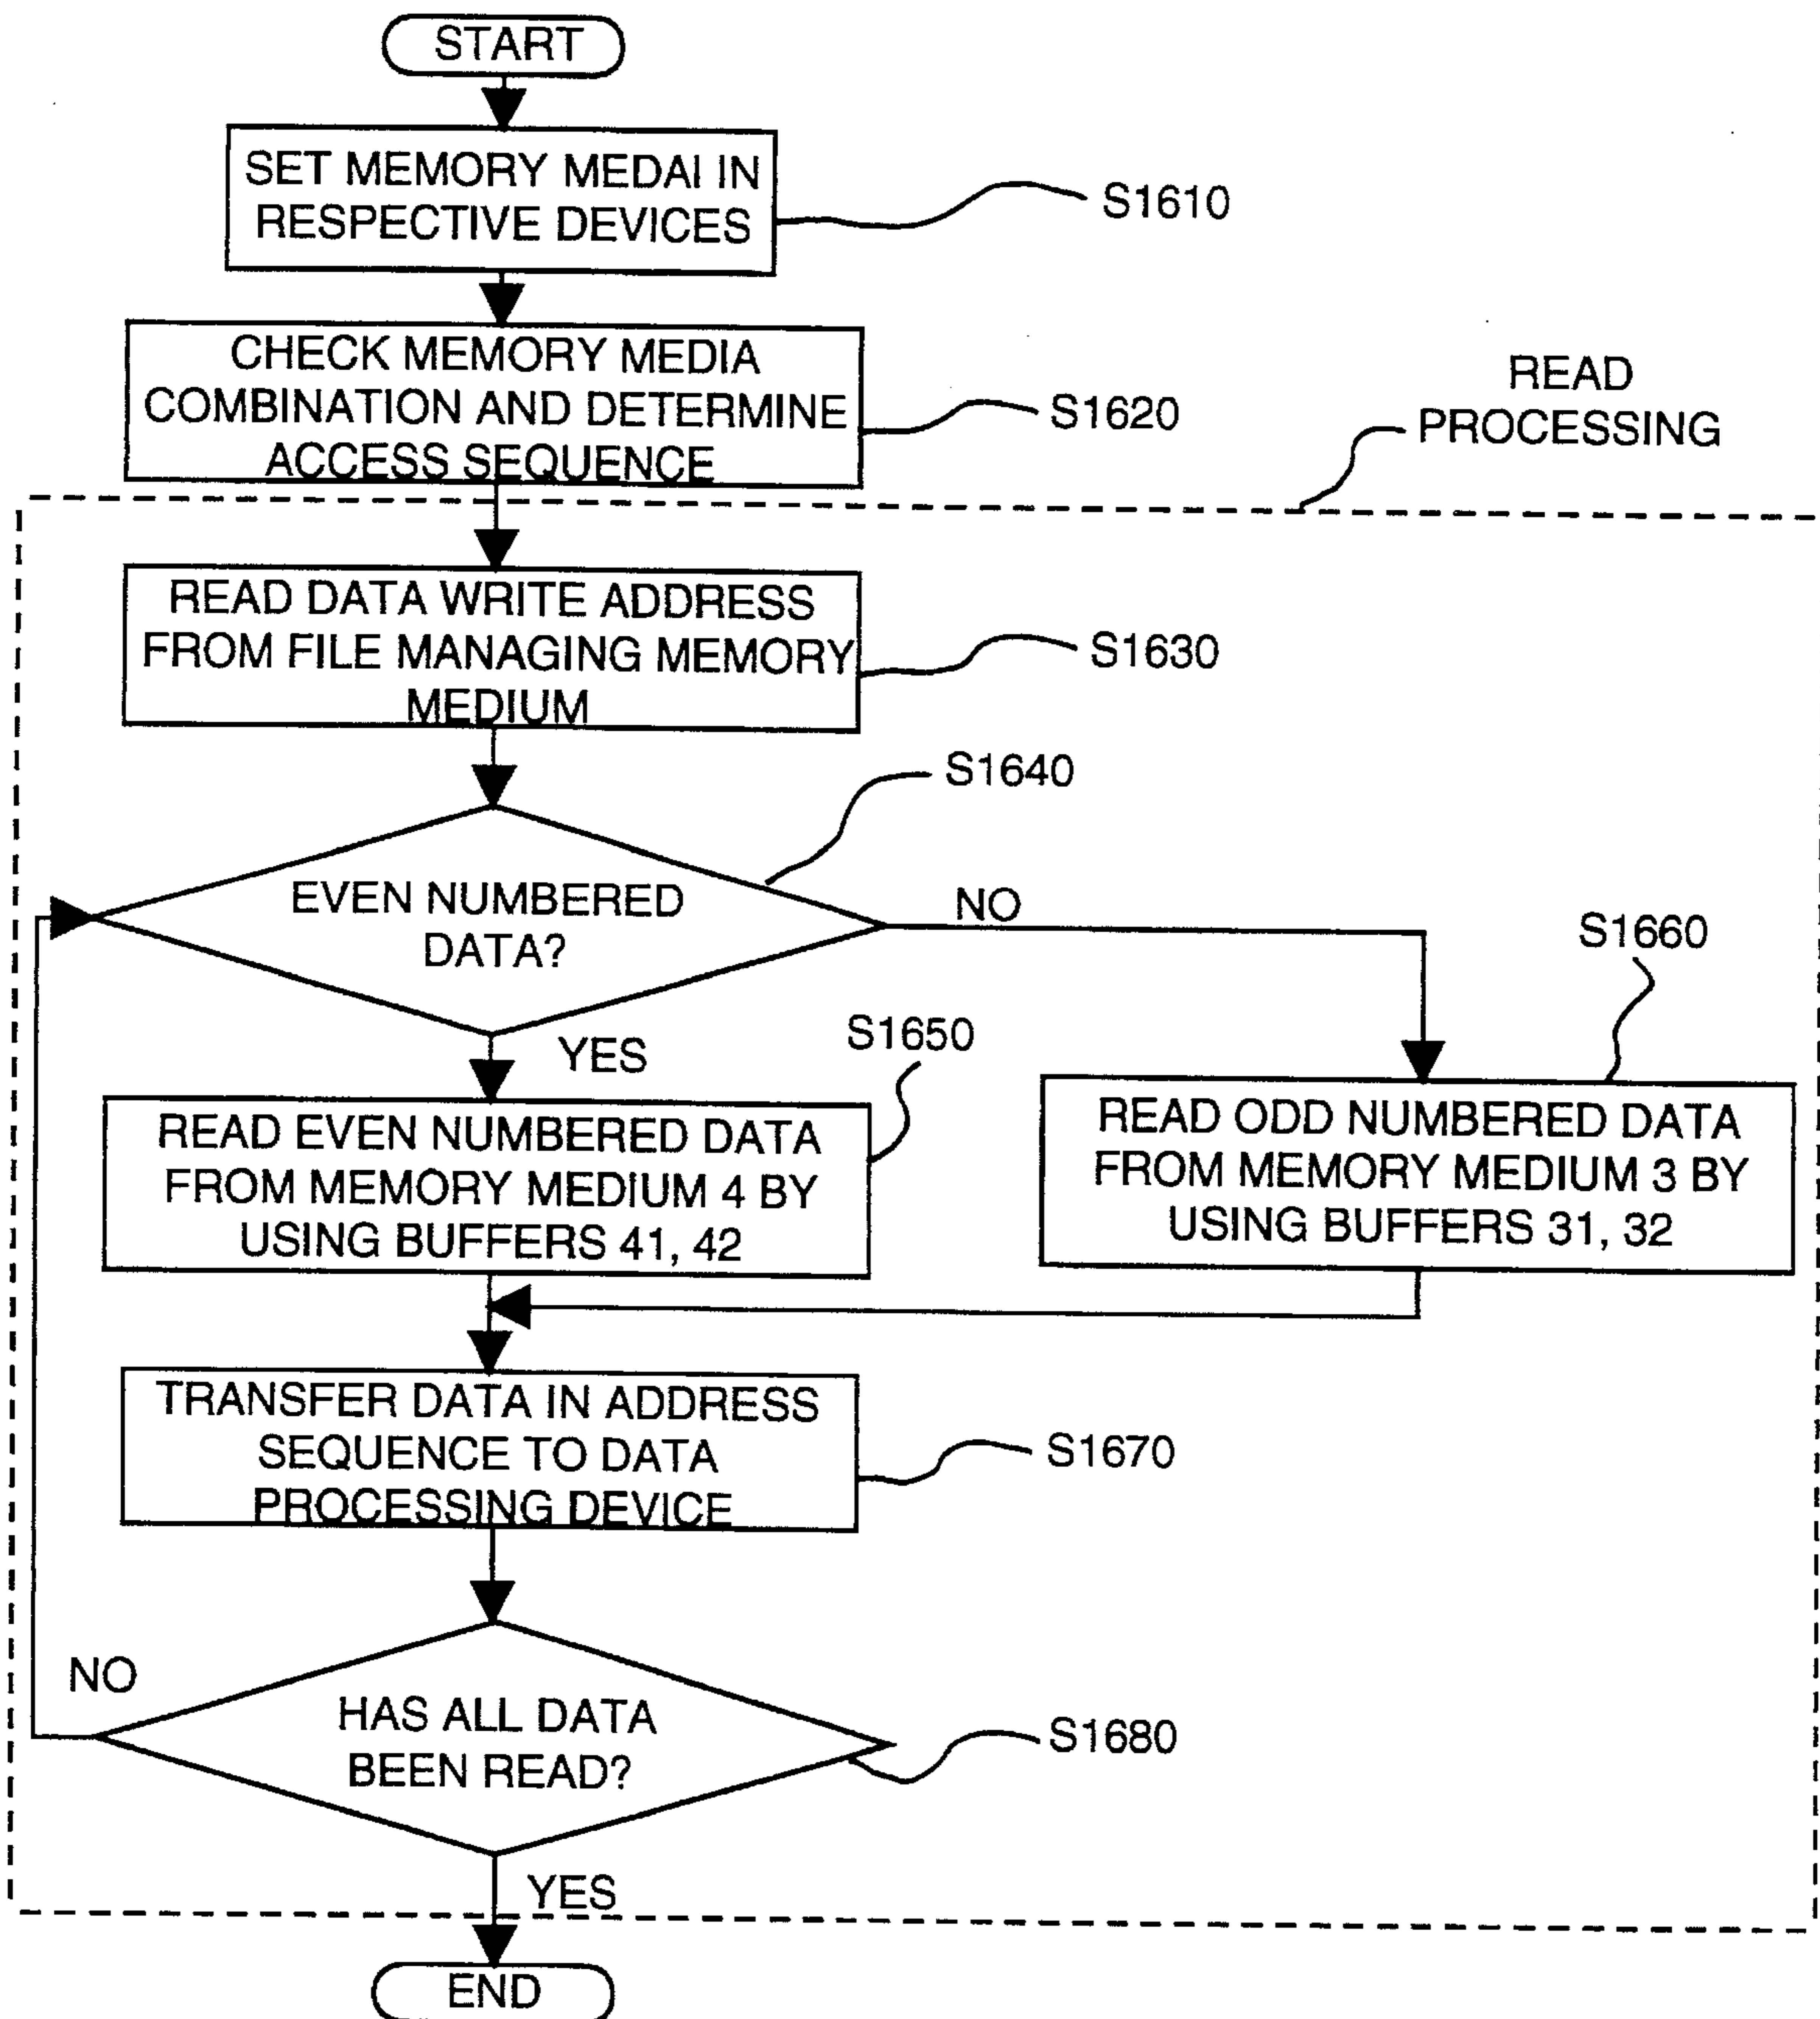 START
SET MEMORY MEDAI IN
RESPECTIVE DEVICES
S1610
CHECK MEMORY MEDIA
COMBINATION AND DETERMINE
ACCESS SEQUENCE
S1620
READ
PROCESSING
READ DATA WRITE ADDRESS
FROM FILE MANAGING MEMORY
MEDIUM
S1630
S1640
EVEN NUMBERED
DATA?
NO
YES
S1650
S1660
READ EVEN NUMBERED DATA
FROM MEMORY MEDIUM 4 BY
USING BUFFERS 41, 42
READ ODD NUMBERED DATA
FROM MEMORY MEDIUM 3 BY
USING BUFFERS 31, 32
TRANSFER DATA IN ADDRESS
SEQUENCE TO DATA
PROCESSING DEVICE
S1670
NO
HAS ALL DATA
BEEN READ?
S1680
YES
END